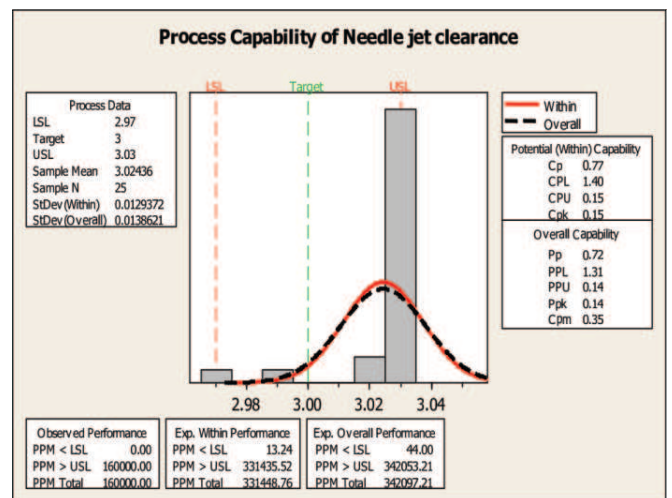 Process Capability of Needle jet clearance
LSL Target USL
Process Data
LSL 2.97
Target 3
USL 3.03
Sample Mean 3.02436
Sample N 25
StDev(Within) 0.0129372
StDev(Overall) 0.0138621
Within
Overall
Potential (Within) Capability
Cp 0.77
CPL 1.40
CPU 0.15
Cpk 0.15
Overall Capability
Pp 0.72
PPL 1.31
PPU 0.14
Ppk 0.14
Cpm 0.35
2.98 3.00 3.02 3.04
Observed Performance
PPM < LSL 0.00
PPM > USL 160000.00
PPM Total 160000.00
Exp. Within Performance
PPM < LSL 13.24
PPM > USL 331435.52
PPM Total 331448.76
Exp. Overall Performance
PPM < LSL 44.00
PPM > USL 342053.21
PPM Total 342097.21